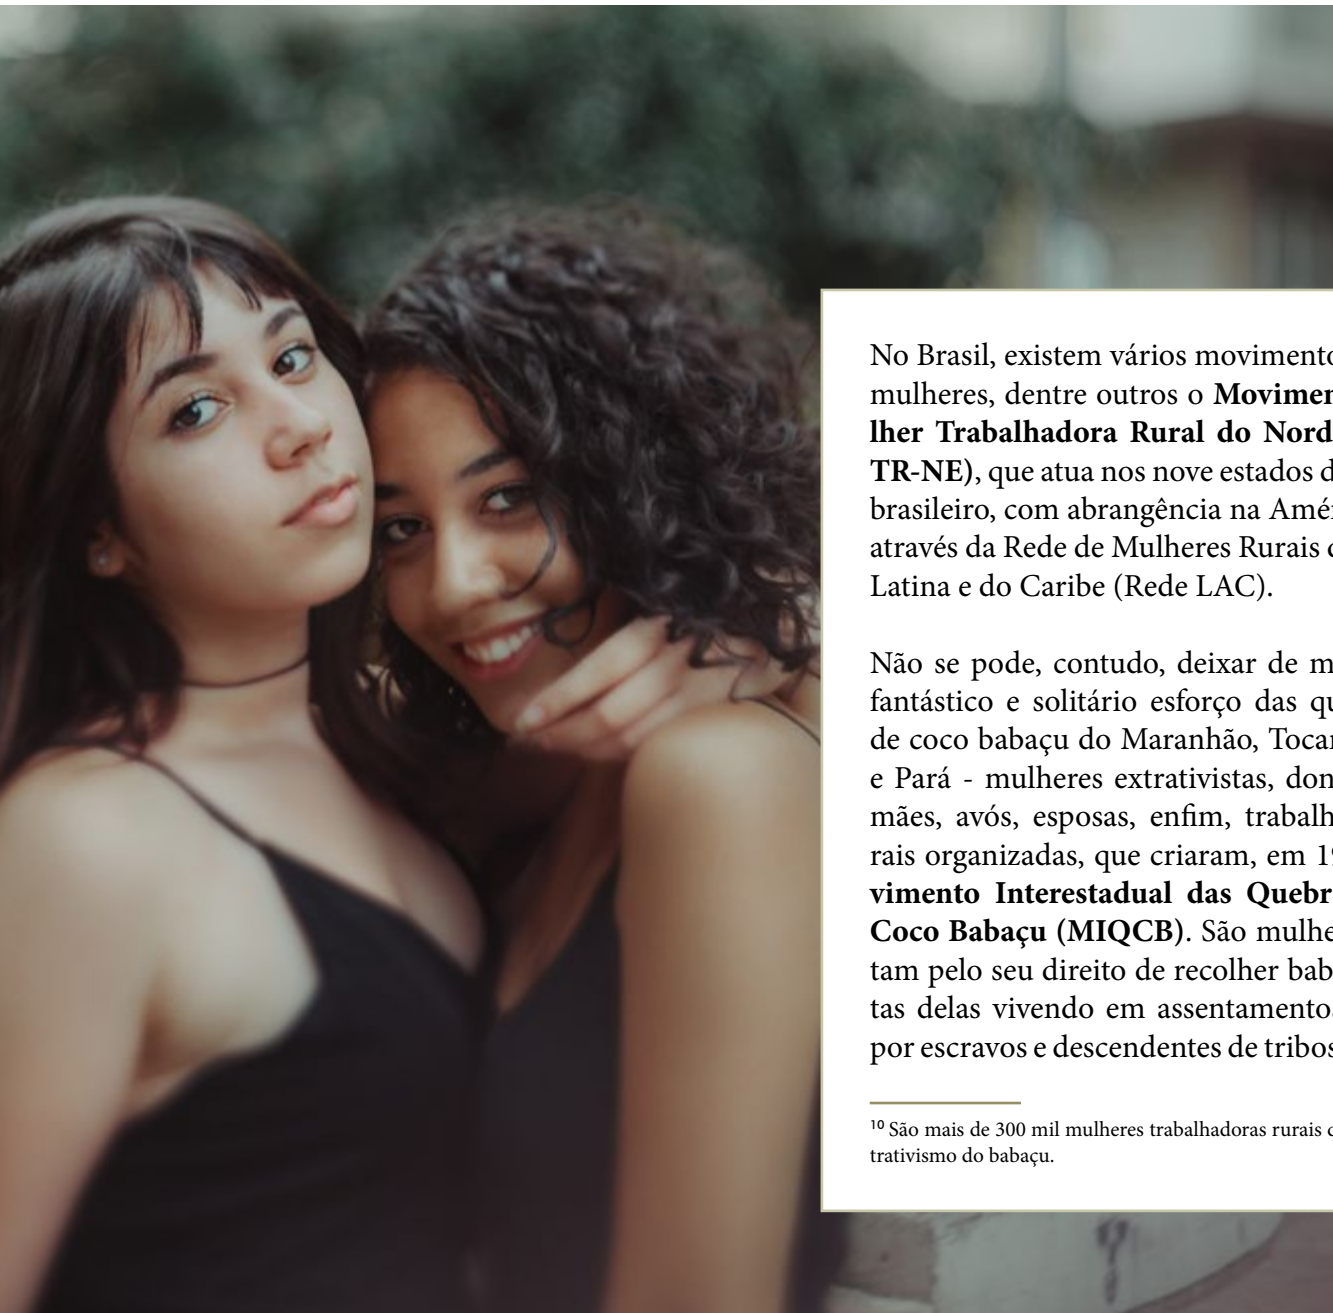 No Brasil, existem vários movimento
mulheres, dentre outros o Movimen
lher Trabalhadora Rural do Nord
TR-NE), que atua nos nove estados d
brasileiro, com abrangência na Amér
através da Rede de Mulheres Rurais d
Latina e do Caribe (Rede LAC).
Não se pode, contudo, deixar de m
fantástico e solitário esforço das qu
de coco babaçu do Maranhão, Tocan
e Pará - mulheres extrativistas, don
mães, avós, esposas, enfim, trabalh
rais organizadas, que criaram, em 19
vimento Interestadual das Quebr
Coco Babaçu (MIQCB). São mulhe
tam pelo seu direito de recolher bab
tas delas vivendo em assentamentos
por escravos e descendentes de tribos
¹⁰ São mais de 300 mil mulheres trabalhadoras rurais
trativismo do babaçu.